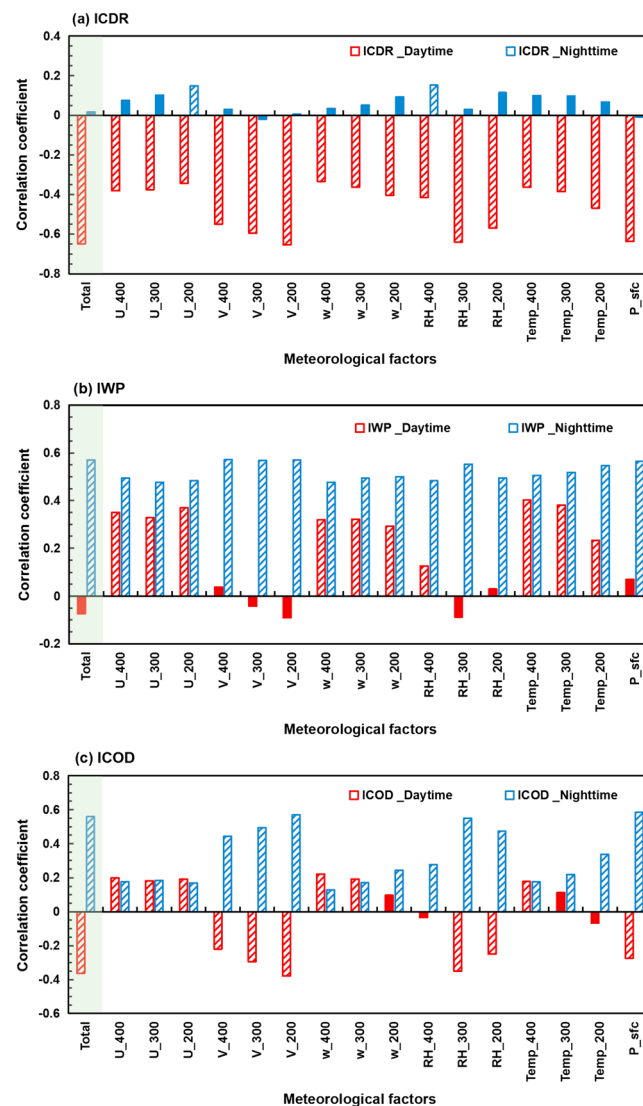 (a) ICDR
0.4
0.2
0
-0.2
-0.4
-0.6
-0.8
Correlation coefficient
ICDR _Daytime
ICDR _Nighttime
Total
U_400
U_300
U_200
V_400
V_300
V_200
w_400
w_300
w_200
RH_400
RH_300
RH_200
Temp_400
Temp_300
Temp_200
P_sfc
Meteorological factors
(b) IWP
0.8
0.6
0.4
0.2
0
-0.2
Correlation coefficient
IWP _Daytime
IWP _Nighttime
Total
U_400
U_300
U_200
V_400
V_300
V_200
w_400
w_300
w_200
RH_400
RH_300
RH_200
Temp_400
Temp_300
Temp_200
P_sfc
Meteorological factors
(c) ICOD
0.8
0.6
0.4
0.2
0
-0.2
-0.4
-0.6
Correlation coefficient
ICOD _Daytime
ICOD _Nighttime
Total
U_400
U_300
U_200
V_400
V_300
V_200
w_400
w_300
w_200
RH_400
RH_300
RH_200
Temp_400
Temp_300
Temp_200
P_sfc
Meteorological factors